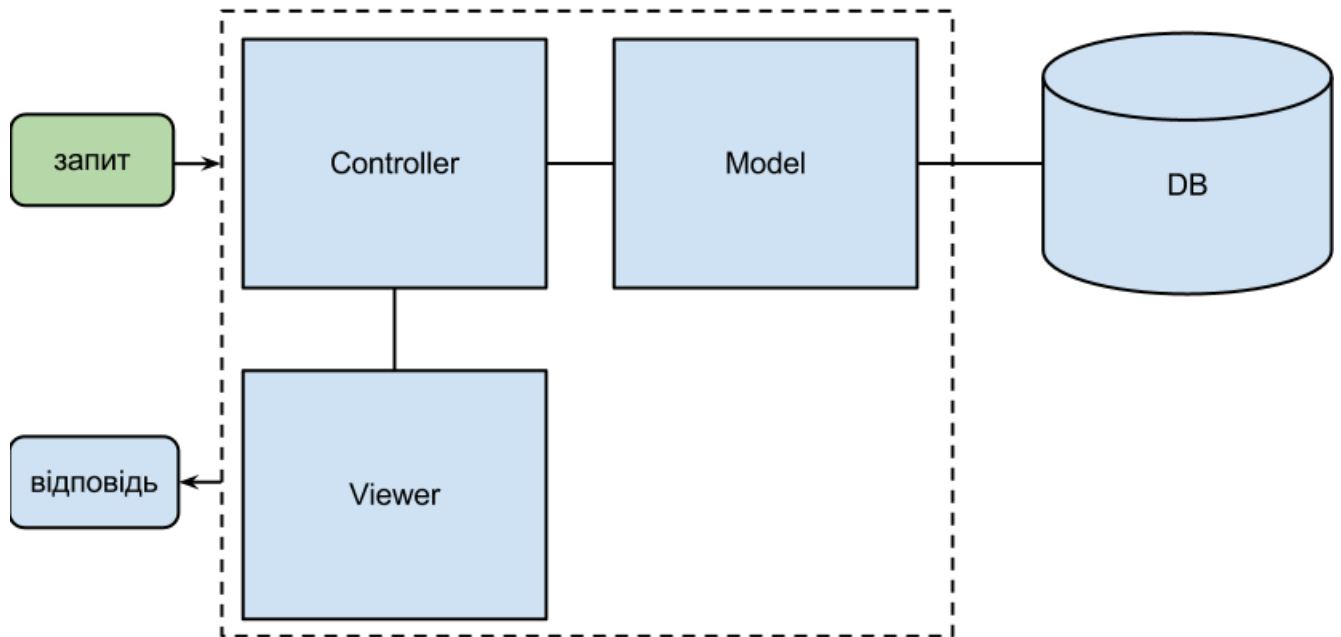 запит
Controller
Model
DB
відповідь
Viewer